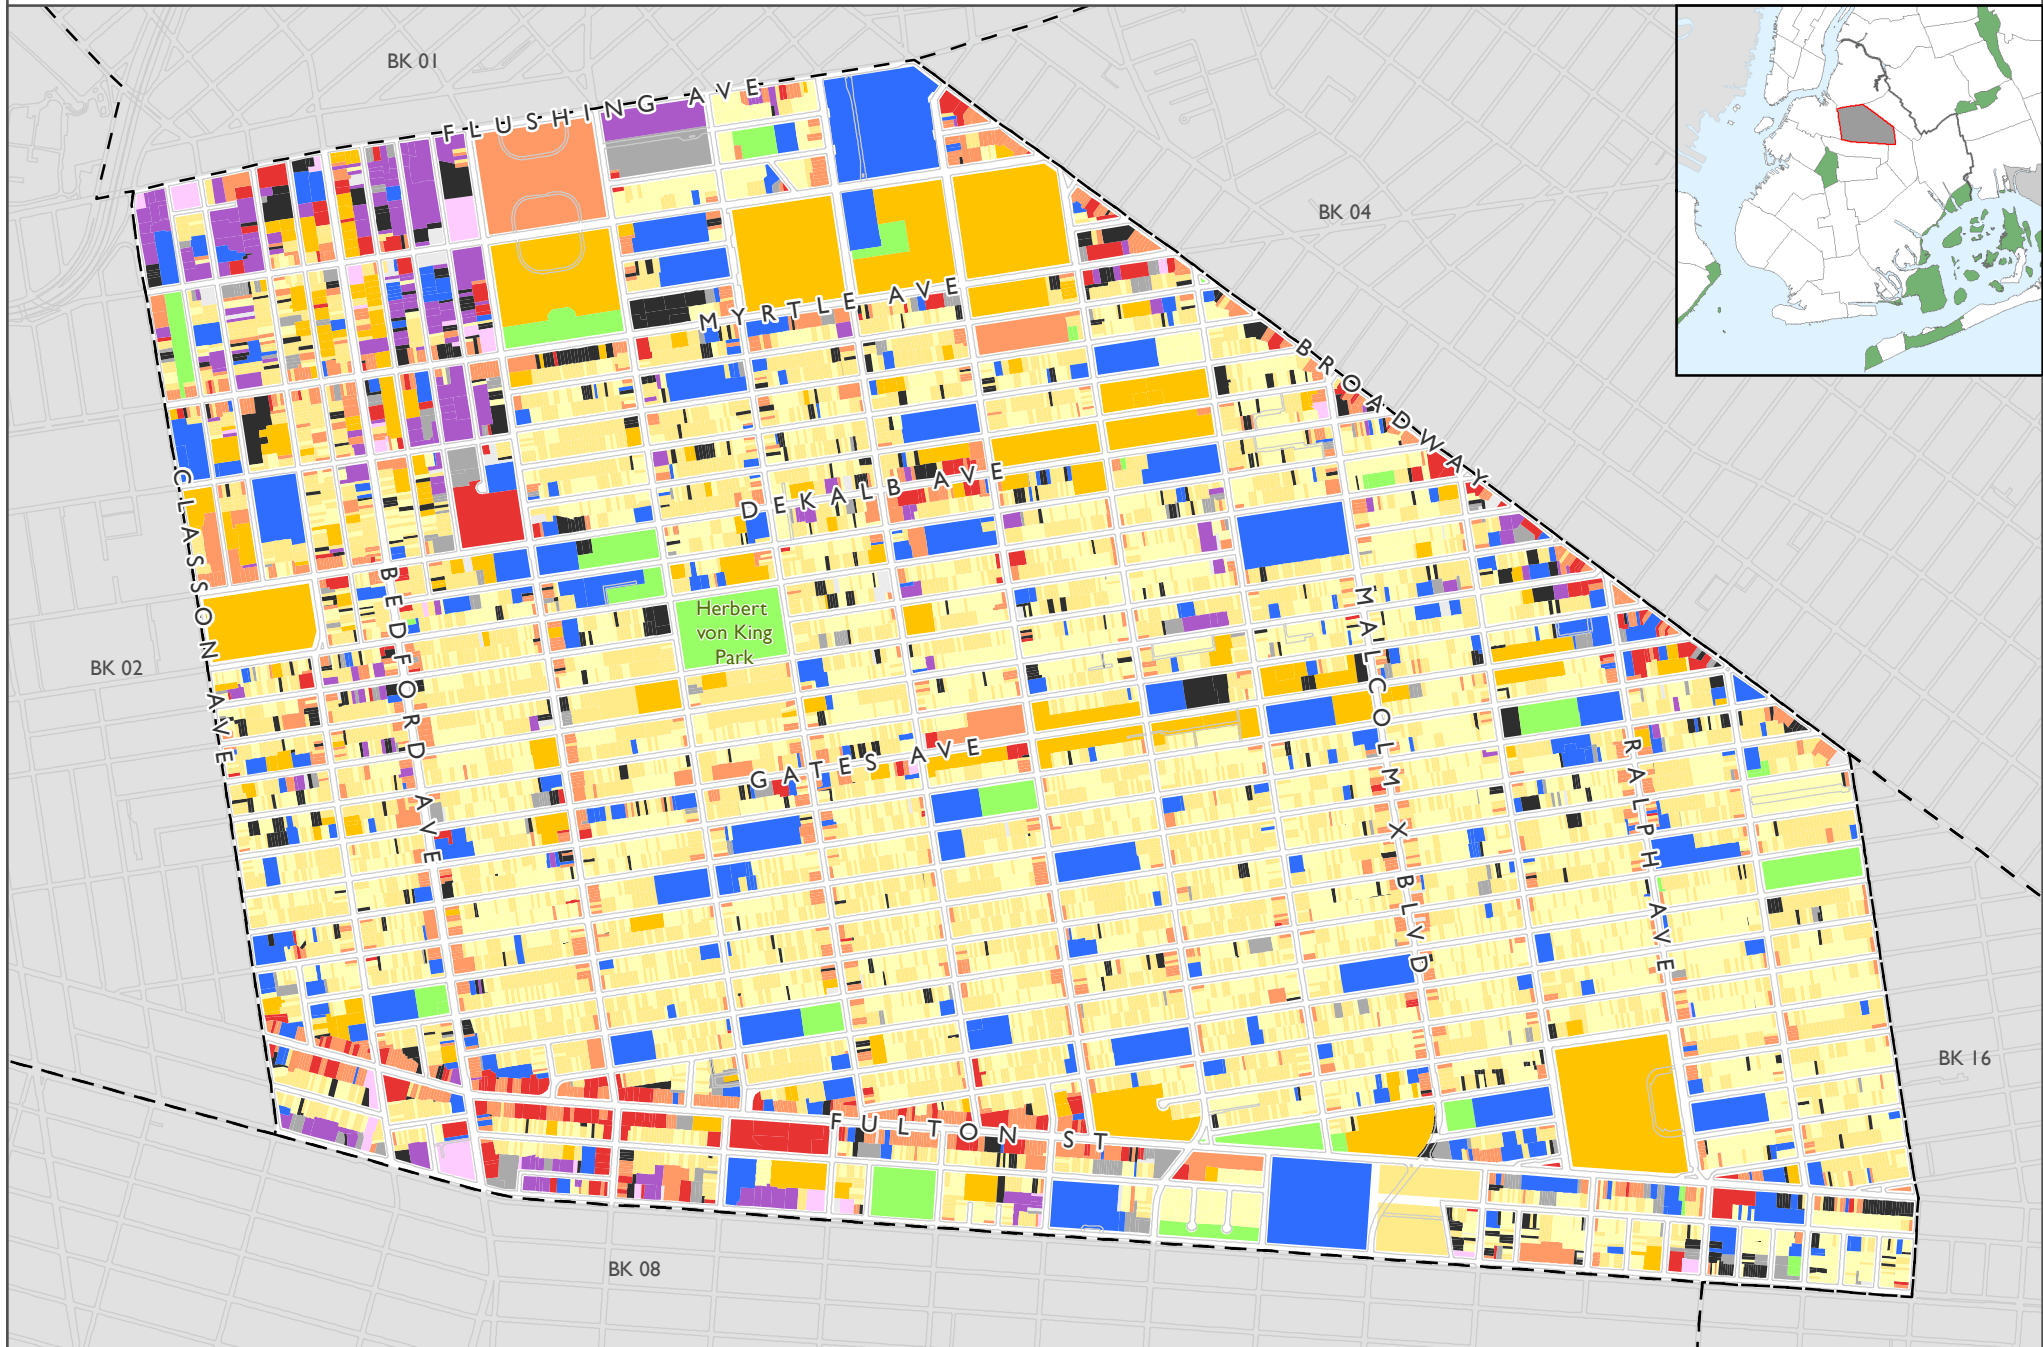 BK 01
FLUSHING AVE
BK 04
MYRTLE AVE
BROADWAY
CLASSON AVE
DEKALB AVE
BEDFORD AVE
Herbert
von King
Park
MALCOLM X BLVD
BK 02
GATES AVE
RALPH AVE
BK 16
FULTON ST
BK 08